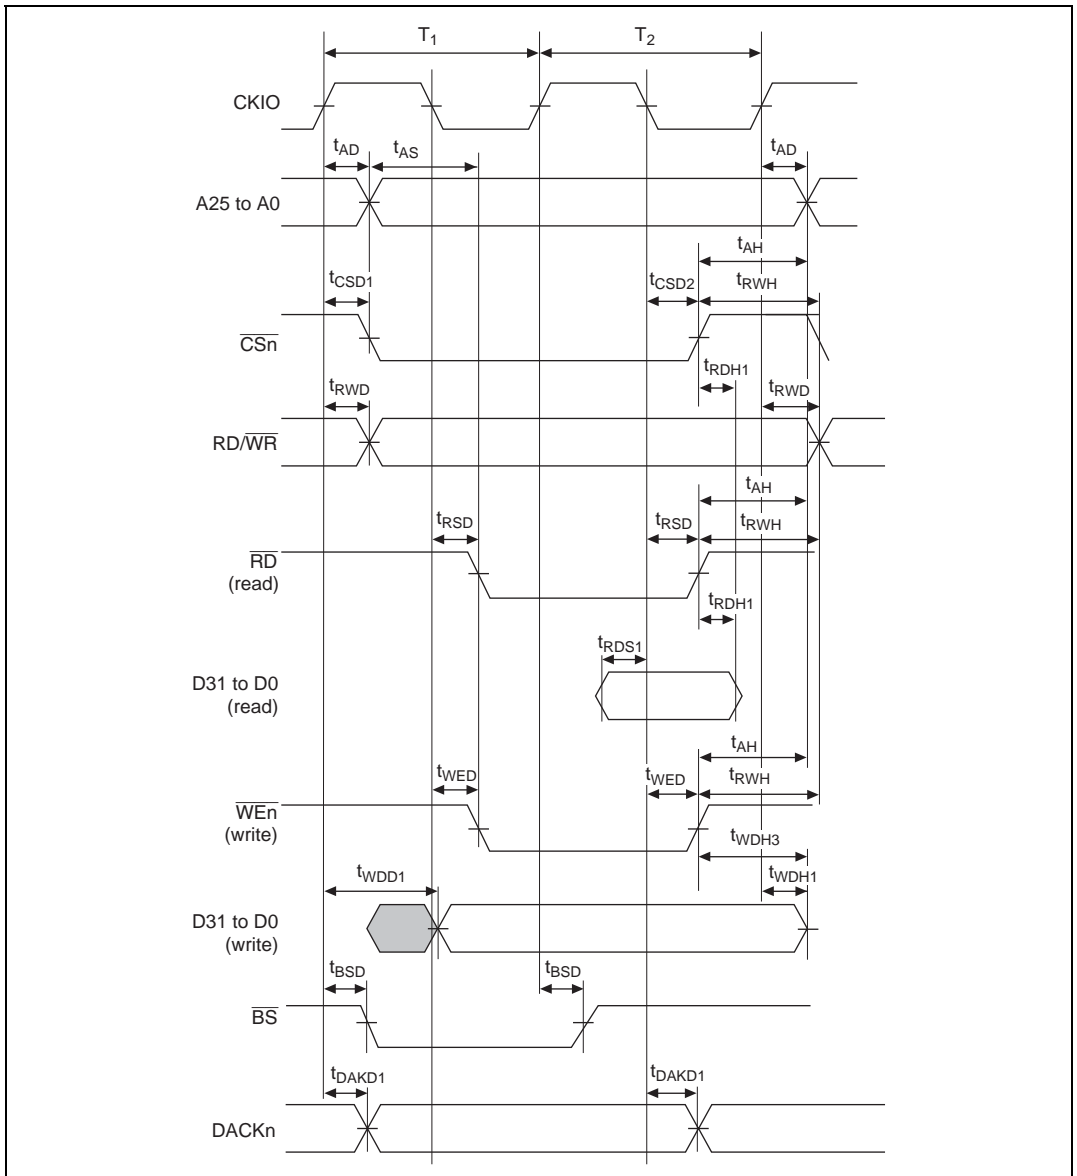 T1 T2
CKIO
tAD tAS tAD
A25 to A0
tAH
tCSD1 tCSD2 tRWH
CSn
tRDH1
tRWD tRWD
RD/WR
tAH
tRSD tRSD tRWH
RD
(read)
tRDH1
tRDS1
D31 to D0
(read)
tAH
tWED tWED tRWH
WEn
(write)
tWDH3
tWDD1 tWDH1
D31 to D0
(write)
tBSD tBSD
BS
tDAKD1 tDAKD1
DACKn